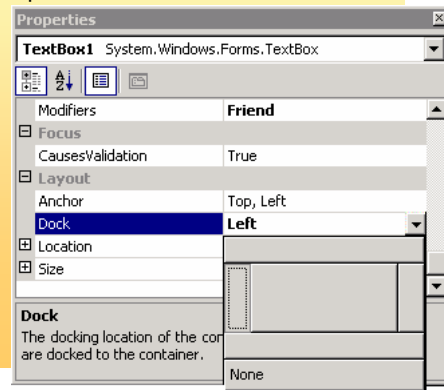 Properties
TextBox1 System.Windows.Forms.TextBox
Modifiers Friend
Focus
CausesValidation True
Layout
Anchor Top, Left
Dock Left
Location
Size
None
Dock
The docking location of the
are docked to the container.